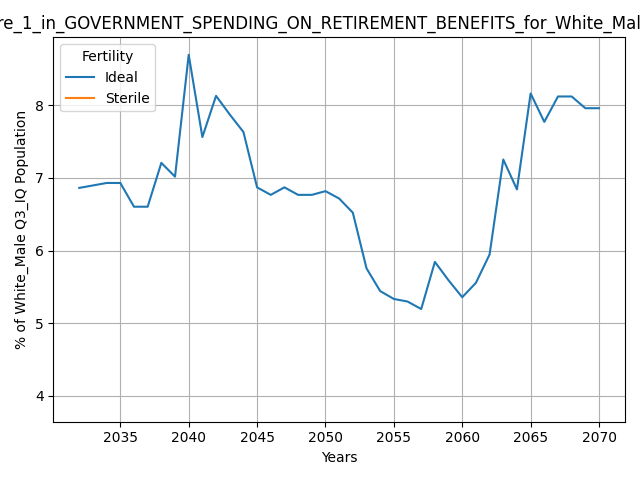 re_1_in_GOVERNMENT_SPENDING_ON_RETIREMENT_BENEFITS_for_White_Mal
Fertility
Ideal
Sterile
8
7
6
5
4
% of White_Male Q3_IQ Population
2035 2040 2045 2050 2055 2060 2065 2070
Years